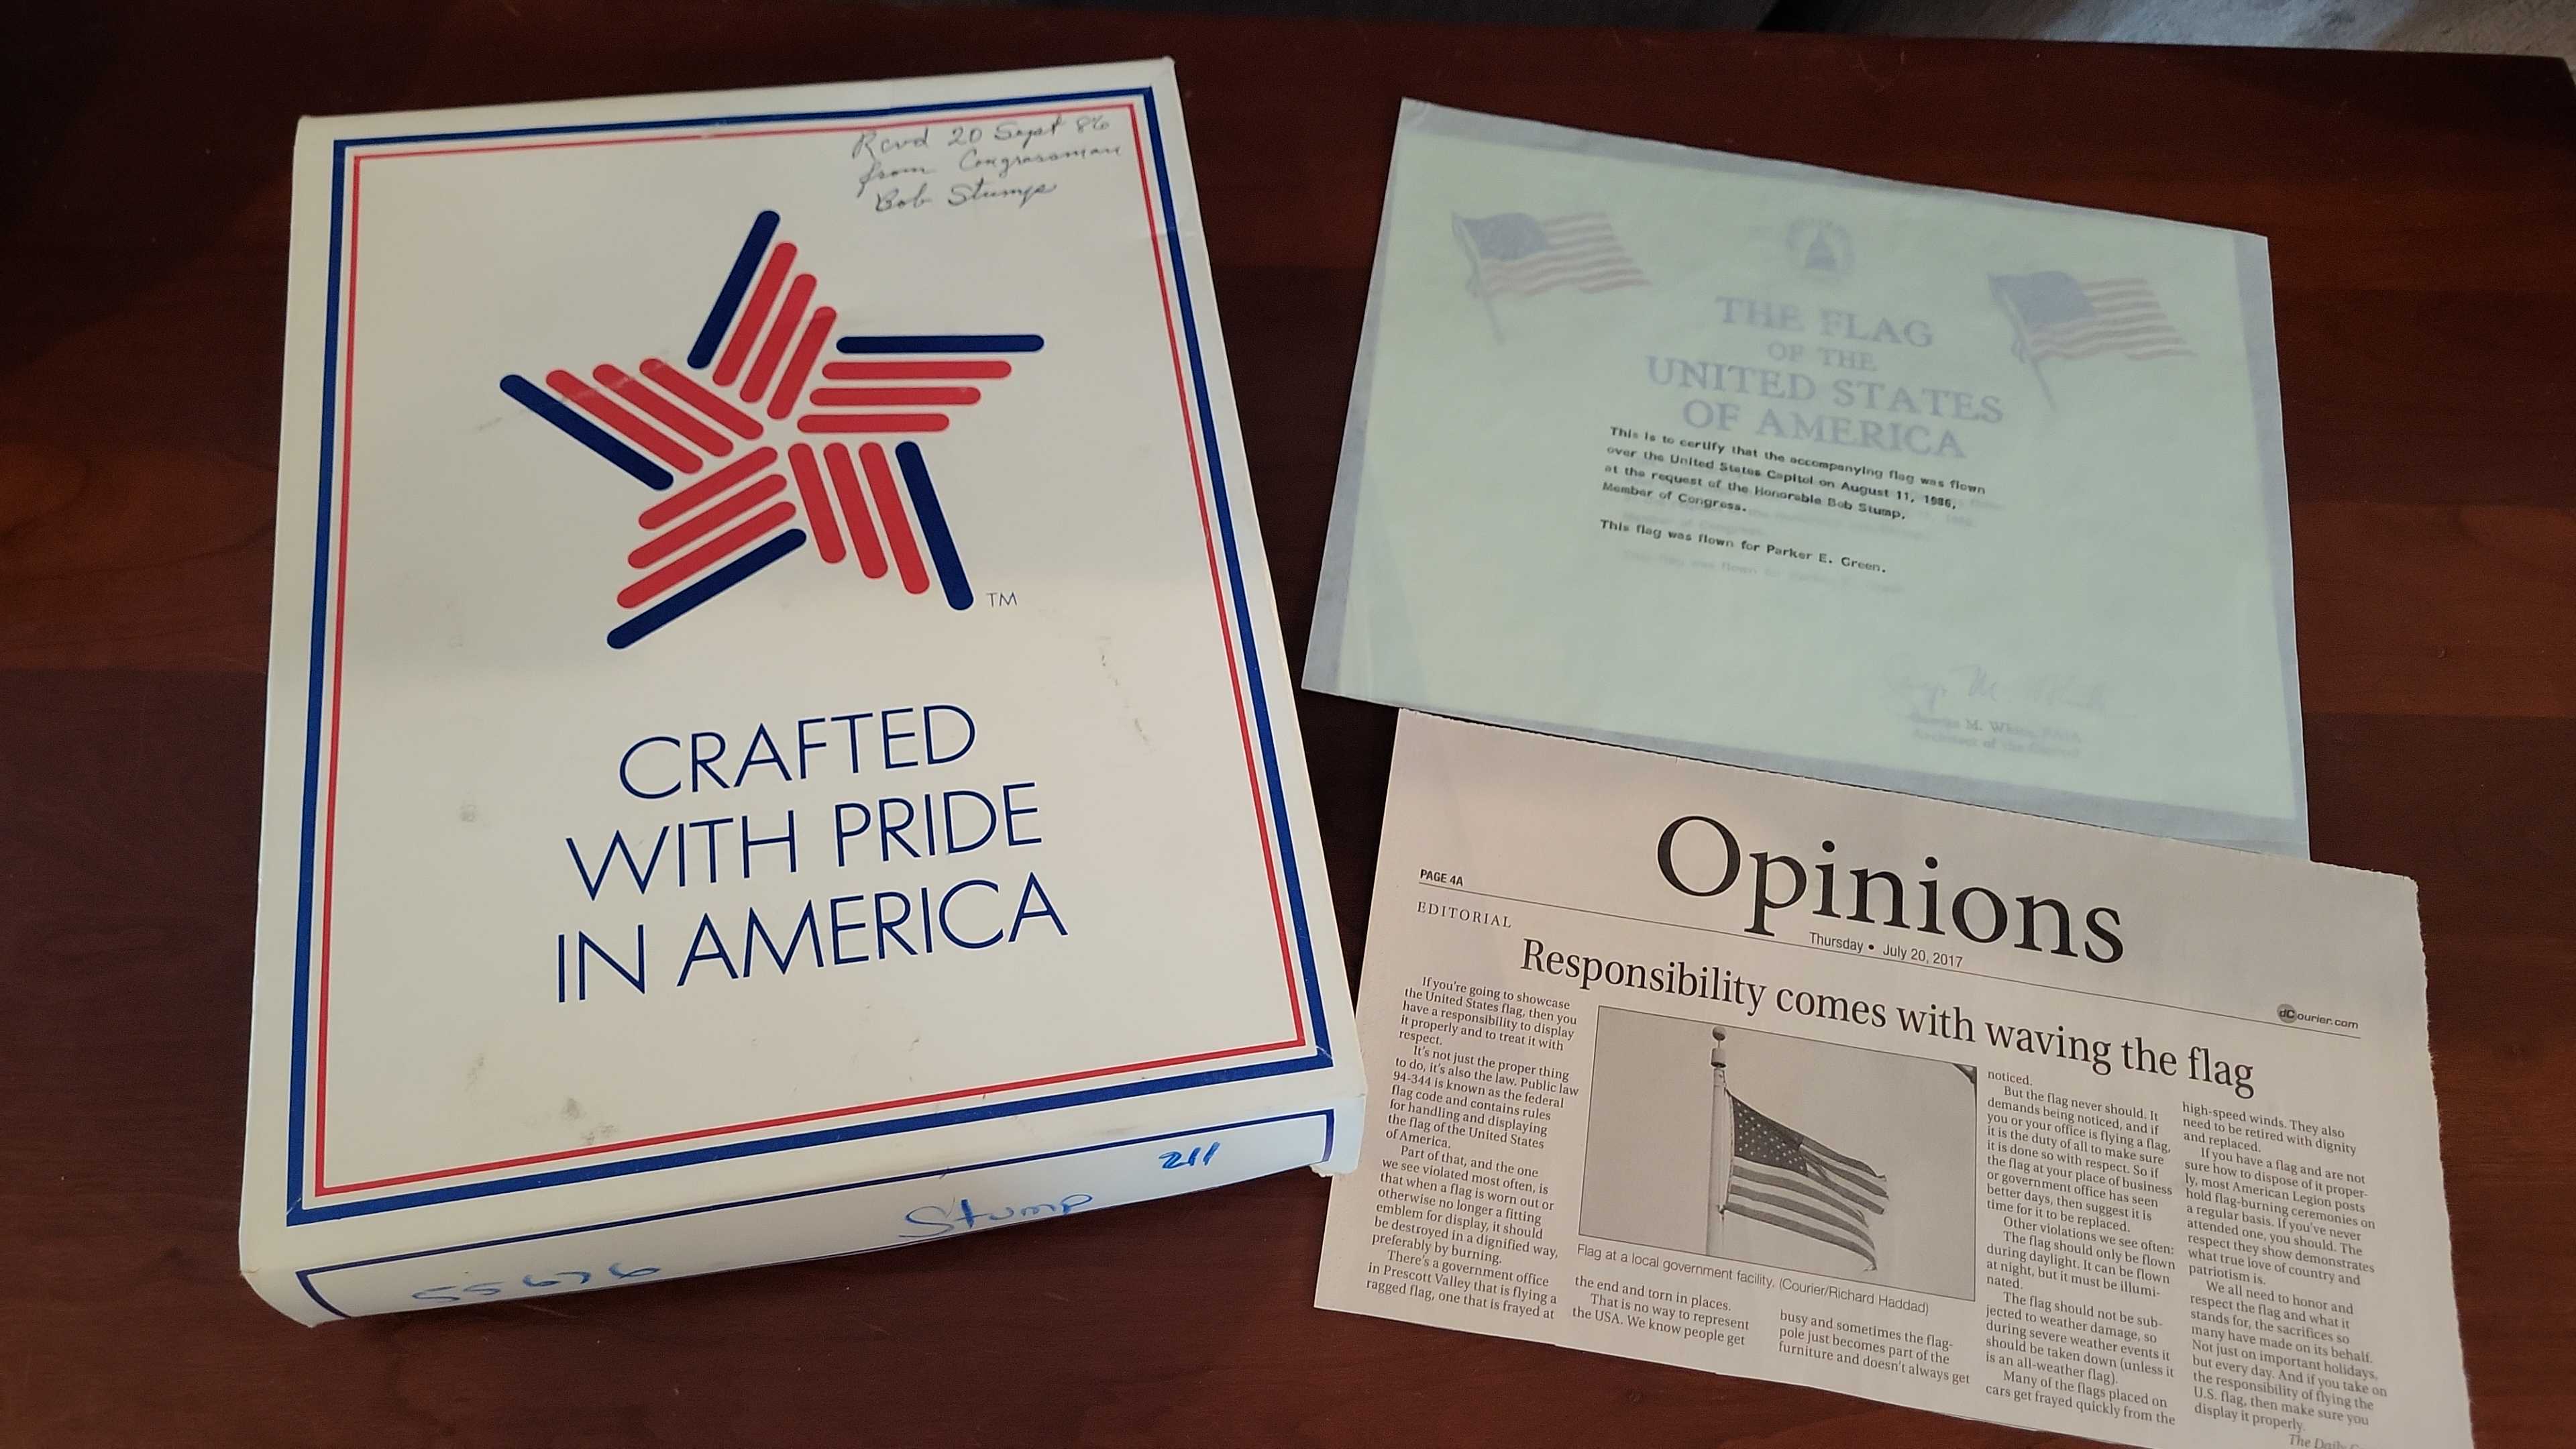 Rcvd 20 Sept 86
from Congressman
Bob Stump
TM
CRAFTED
WITH PRIDE
IN AMERICA
211
Stump
55676
THE FLAG
OF THE
UNITED STATES
OF AMERICA
This is to certify that the accompanying flag was flown
over the United States Capitol on August 11, 1986,
at the request of the Honorable Bob Stump,
Member of Congress.
This flag was flown for Parker E. Green.
George M. White, FAIA
Architect of the Capitol
Opinions
PAGE 4A
Thursday • July 20, 2017
dCourier.com
EDITORIAL
Responsibility comes with waving the flag
If you're going to showcase
the United States flag, then you
have a responsibility to display
it properly and to treat it with
respect.
It's not just the proper thing
to do, it's also the law. Public law
94-344 is known as the federal
flag code and contains rules
for handling and displaying
the flag of the United States
of America.
Part of that, and the one
we see violated most often, is
that when a flag is worn out or
otherwise no longer a fitting
emblem for display, it should
be destroyed in a dignified way,
preferably by burning.
There's a government office
in Prescott Valley that is flying a
ragged flag, one that is frayed at
Flag at a local government facility. (Courier/Richard Haddad)
the end and torn in places.
That is no way to represent
the USA. We know people get
busy and sometimes the flag-
pole just becomes part of the
furniture and doesn't always get
noticed.
But the flag never should. It
demands being noticed, and if
you or your office is flying a flag,
it is the duty of all to make sure
it is done so with respect. So if
the flag at your place of business
or government office has seen
better days, then suggest it is
time for it to be replaced.
Other violations we see often:
The flag should only be flown
during daylight. It can be flown
at night, but it must be illumi-
nated.
The flag should not be sub-
jected to weather damage, so
during severe weather events it
should be taken down (unless it
is an all-weather flag).
Many of the flags placed on
cars get frayed quickly from the
high-speed winds. They also
need to be retired with dignity
and replaced.
If you have a flag and are not
sure how to dispose of it proper-
ly, most American Legion posts
hold flag-burning ceremonies on
a regular basis. If you've never
attended one, you should. The
respect they show demonstrates
what true love of country and
patriotism is.
We all need to honor and
respect the flag and what it
stands for, the sacrifices so
many have made on its behalf.
Not just on important holidays,
but every day. And if you take on
the responsibility of flying the
U.S. flag, then make sure you
display it properly.
The Daily